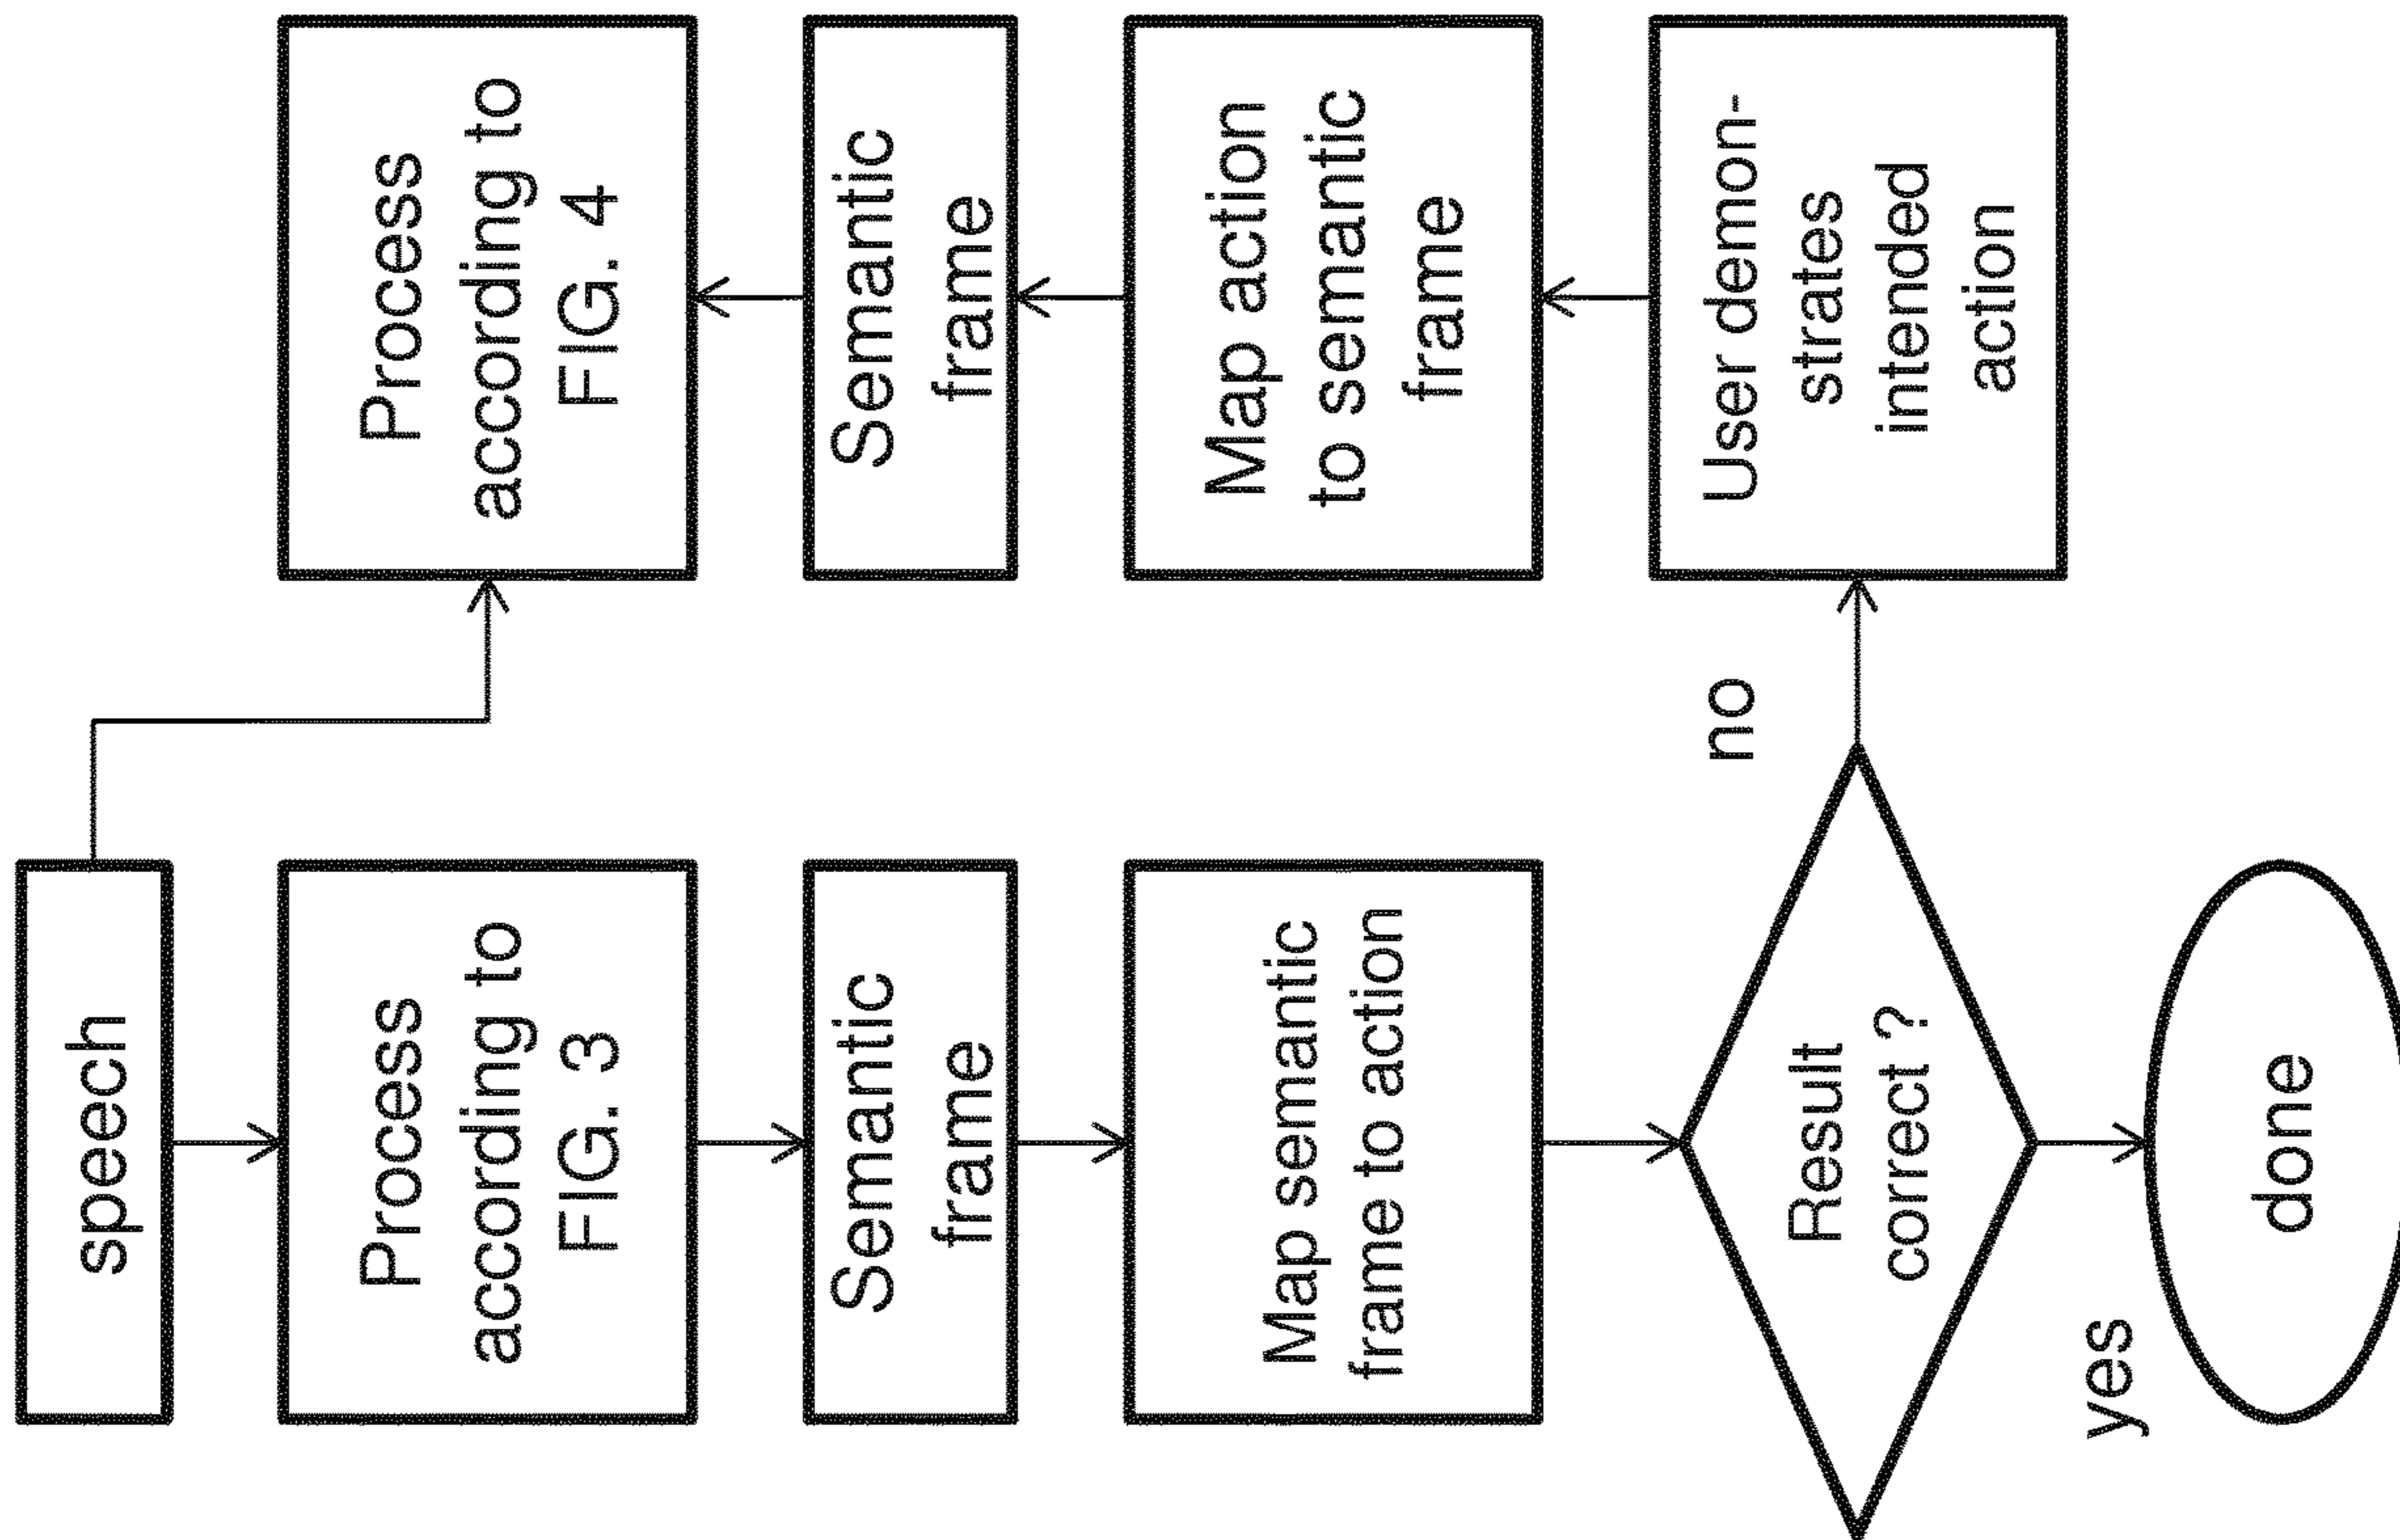 speech
Process
according to
FIG. 3
Semantic
frame
Map semantic
frame to action
Result
correct ?
yes
done
no
User demon-
strates
intended
action
Map action
to semantic
frame
Semantic
frame
Process
according to
FIG. 4